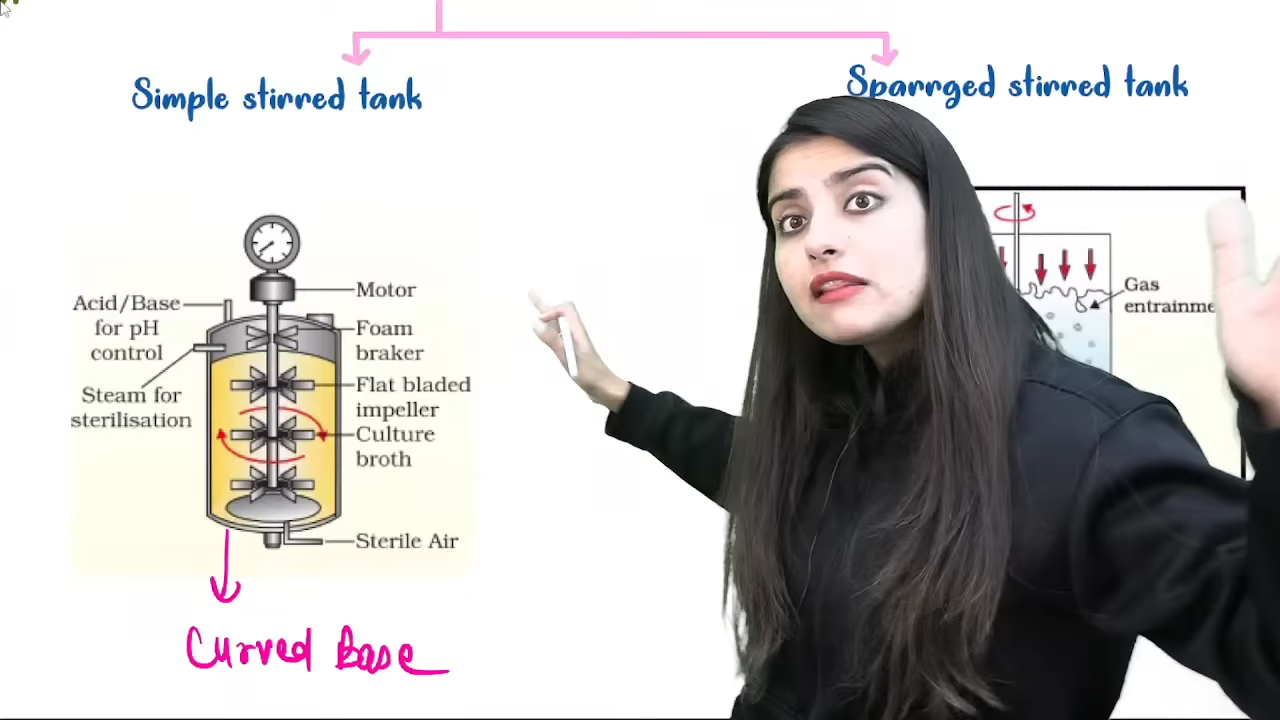 Simple stirred tank
Sparrged stirred tank
Acid/Base
for pH
control
Steam for
sterilisation
Motor
Foam
braker
Flat bladed
impeller
Culture
broth
Sterile Air
Gas
entrainme
Curved Base